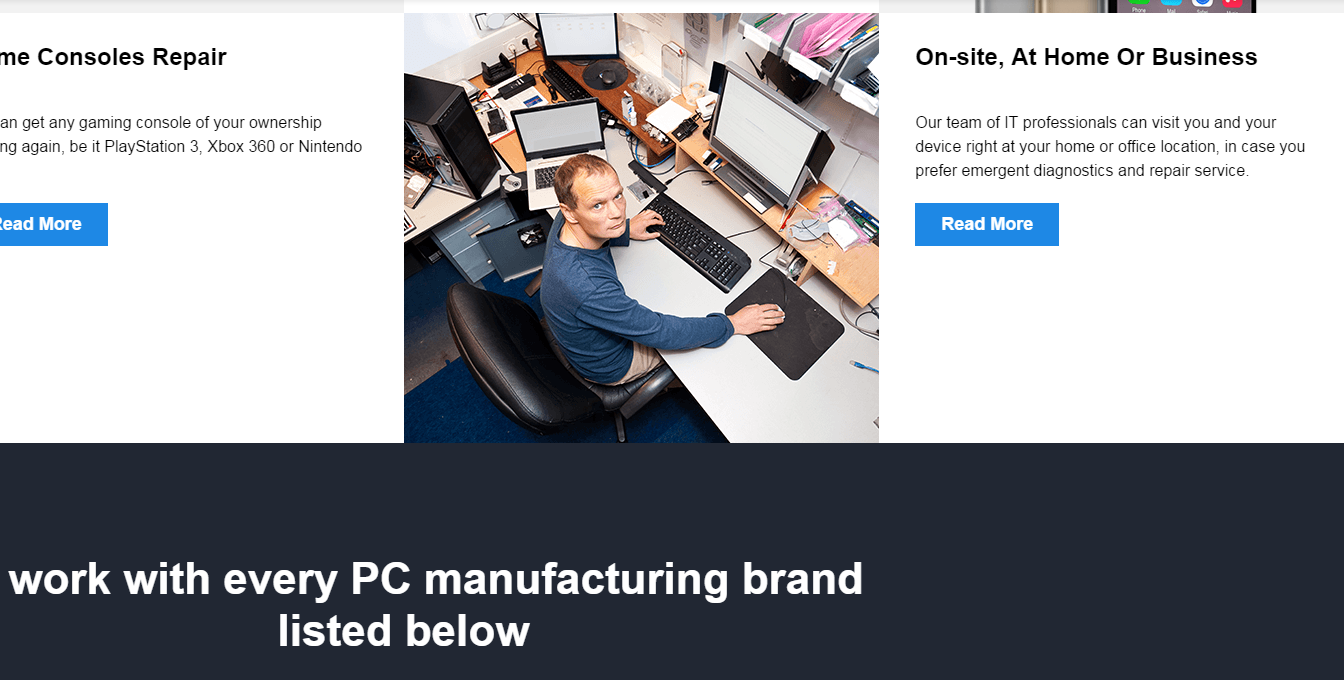 me Consoles Repair
an get any gaming console of your ownership
ng again, be it PlayStation 3, Xbox 360 or Nintendo
Read More
Phone
Mail
On-site, At Home Or Business
Our team of IT professionals can visit you and your
device right at your home or office location, in case you
prefer emergent diagnostics and repair service.
Read More
work with every PC manufacturing brand
listed below